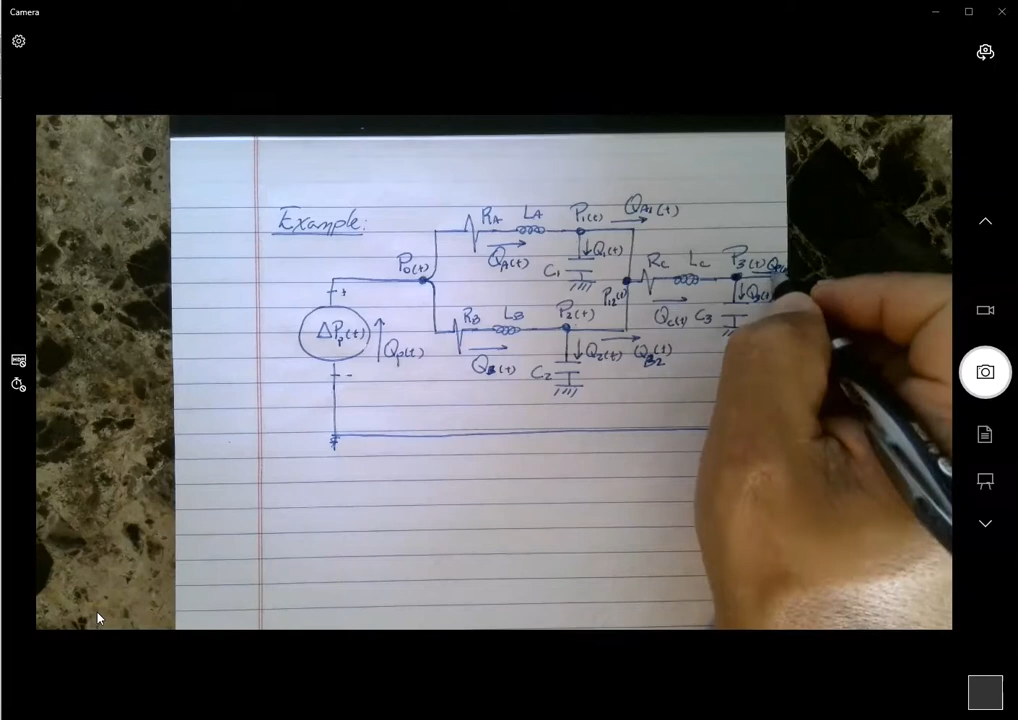 Camera
Example:
RA LA P1(t) QA1(t)
P0(t) QA(t) C1 Q1(t) RC LC P3(t)
+ P12(t)
ΔPp(t) Qp(t) RB LB P2(t) QC(t) C3
- QB(t) C2 Q2(t) QB2(t)